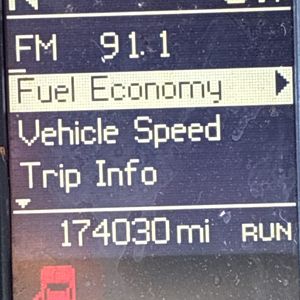 FM 91.1
Fuel Economy
Vehicle Speed
Trip Info
174030 mi RUN